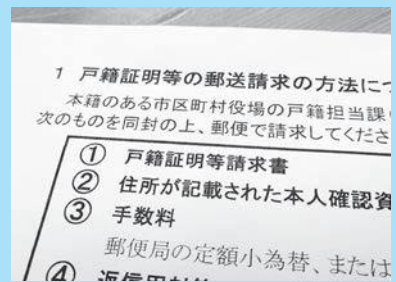 1 戸籍証明等の郵送請求の方法につ
本籍のある市区町村役場の戸籍担当課
次のものを同封の上、郵便で請求してくださ
① 戸籍証明等請求書
② 住所が記載された本人確認資
③ 手数料
郵便局の定額小為替、または
④ 返信用封